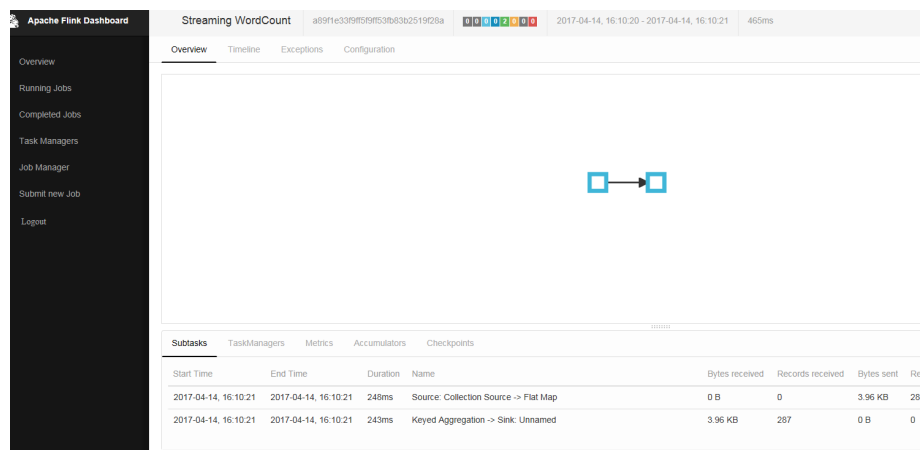 Apache Flink Dashboard
Streaming WordCount a89f1e33f9ff5f9ff53fb83b2519f28a 0 0 0 0 2 0 0 0 2017-04-14, 16:10:20 - 2017-04-14, 16:10:21 465ms
Overview Timeline Exceptions Configuration
Overview
Running Jobs
Completed Jobs
Task Managers
Job Manager
Submit new Job
Logout
Subtasks TaskManagers Metrics Accumulators Checkpoints
Start Time End Time Duration Name Bytes received Records received Bytes sent Re
2017-04-14, 16:10:21 2017-04-14, 16:10:21 248ms Source: Collection Source -> Flat Map 0 B 0 3.96 KB 28
2017-04-14, 16:10:21 2017-04-14, 16:10:21 243ms Keyed Aggregation -> Sink: Unnamed 3.96 KB 287 0 B 0